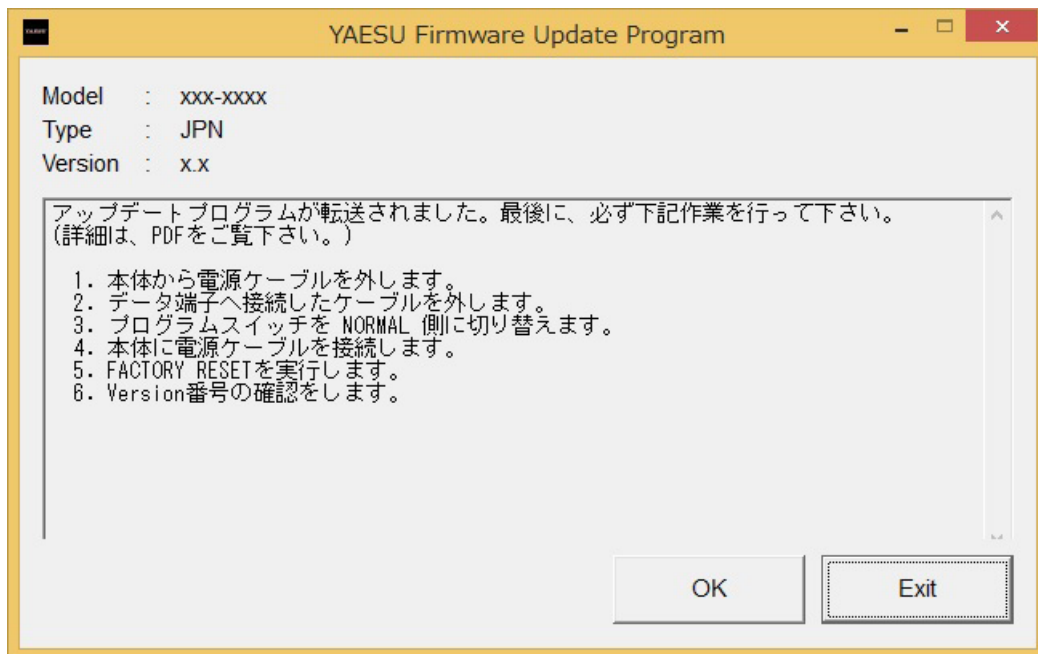 YAESU
YAESU Firmware Update Program
Model : xxx-xxxx
Type : JPN
Version : x.x
アップデートプログラムが転送されました。最後に、必ず下記作業を行って下さい。
(詳細は、PDFをご覧下さい。)
1. 本体から電源ケーブルを外します。
2. データ端子へ接続したケーブルを外します。
3. プログラムスイッチを NORMAL 側に切り替えます。
4. 本体に電源ケーブルを接続します。
5. FACTORY RESETを実行します。
6. Version番号の確認をします。
OK
Exit